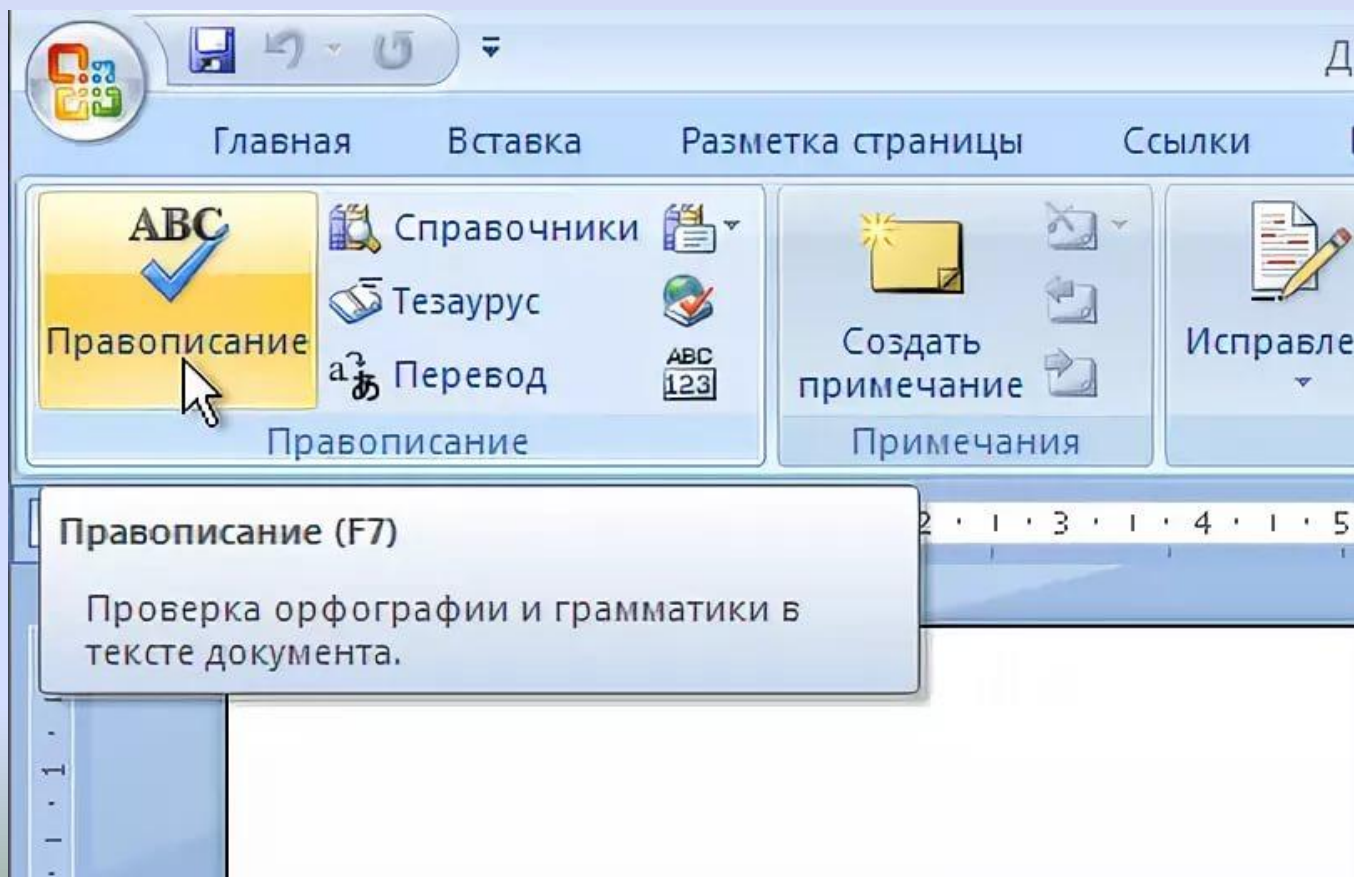 Д
Главная Вставка Разметка страницы Ссылки
ABC Справочники
Тезаурус
Правописание Перевод ABC 123
Создать примечание
Исправле
Правописание Примечания
2 · 1 · 3 · 1 · 4 · 1 · 5
Правописание (F7)
Проверка орфографии и грамматики в
тексте документа.
1